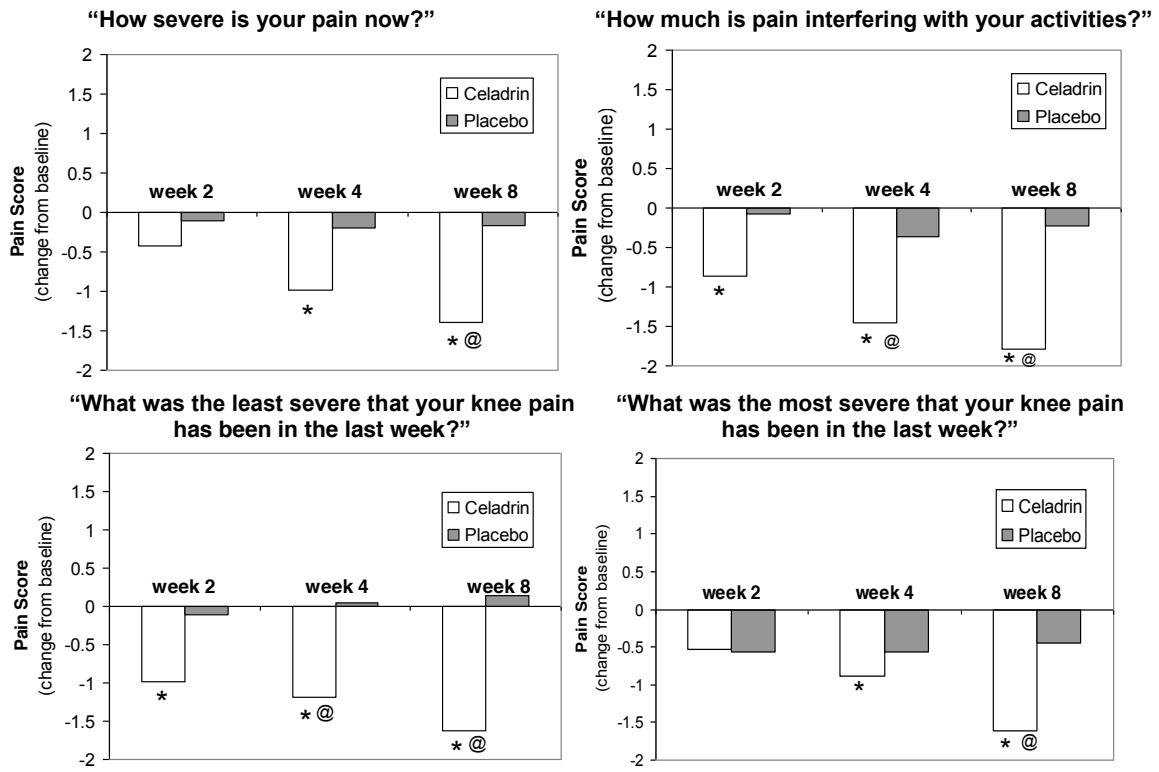 “How severe is your pain now?”
2
1.5
1
0.5
0
-0.5
-1
-1.5
-2
Pain Score
(change from baseline)
Celadrin
Placebo
week 2
week 4
week 8
*
* @
“How much is pain interfering with your activities?”
2
1.5
1
0.5
0
-0.5
-1
-1.5
-2
Pain Score
(change from baseline)
Celadrin
Placebo
week 2
week 4
week 8
*
* @
* @
“What was the least severe that your knee pain
has been in the last week?”
2
1.5
1
0.5
0
-0.5
-1
-1.5
-2
Pain Score
(change from baseline)
Celadrin
Placebo
week 2
week 4
week 8
*
* @
* @
“What was the most severe that your knee pain
has been in the last week?”
2
1.5
1
0.5
0
-0.5
-1
-1.5
-2
Pain Score
(change from baseline)
Celadrin
Placebo
week 2
week 4
week 8
*
* @